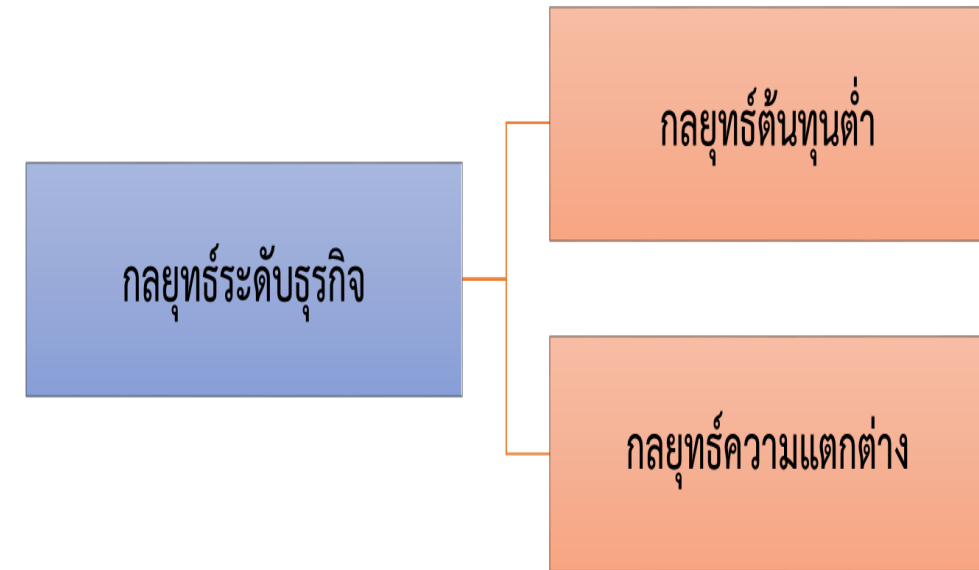 กลยุทธ์ต้นทุนต่ำ
กลยุทธ์ระดับธุรกิจ
กลยุทธ์ความแตกต่าง